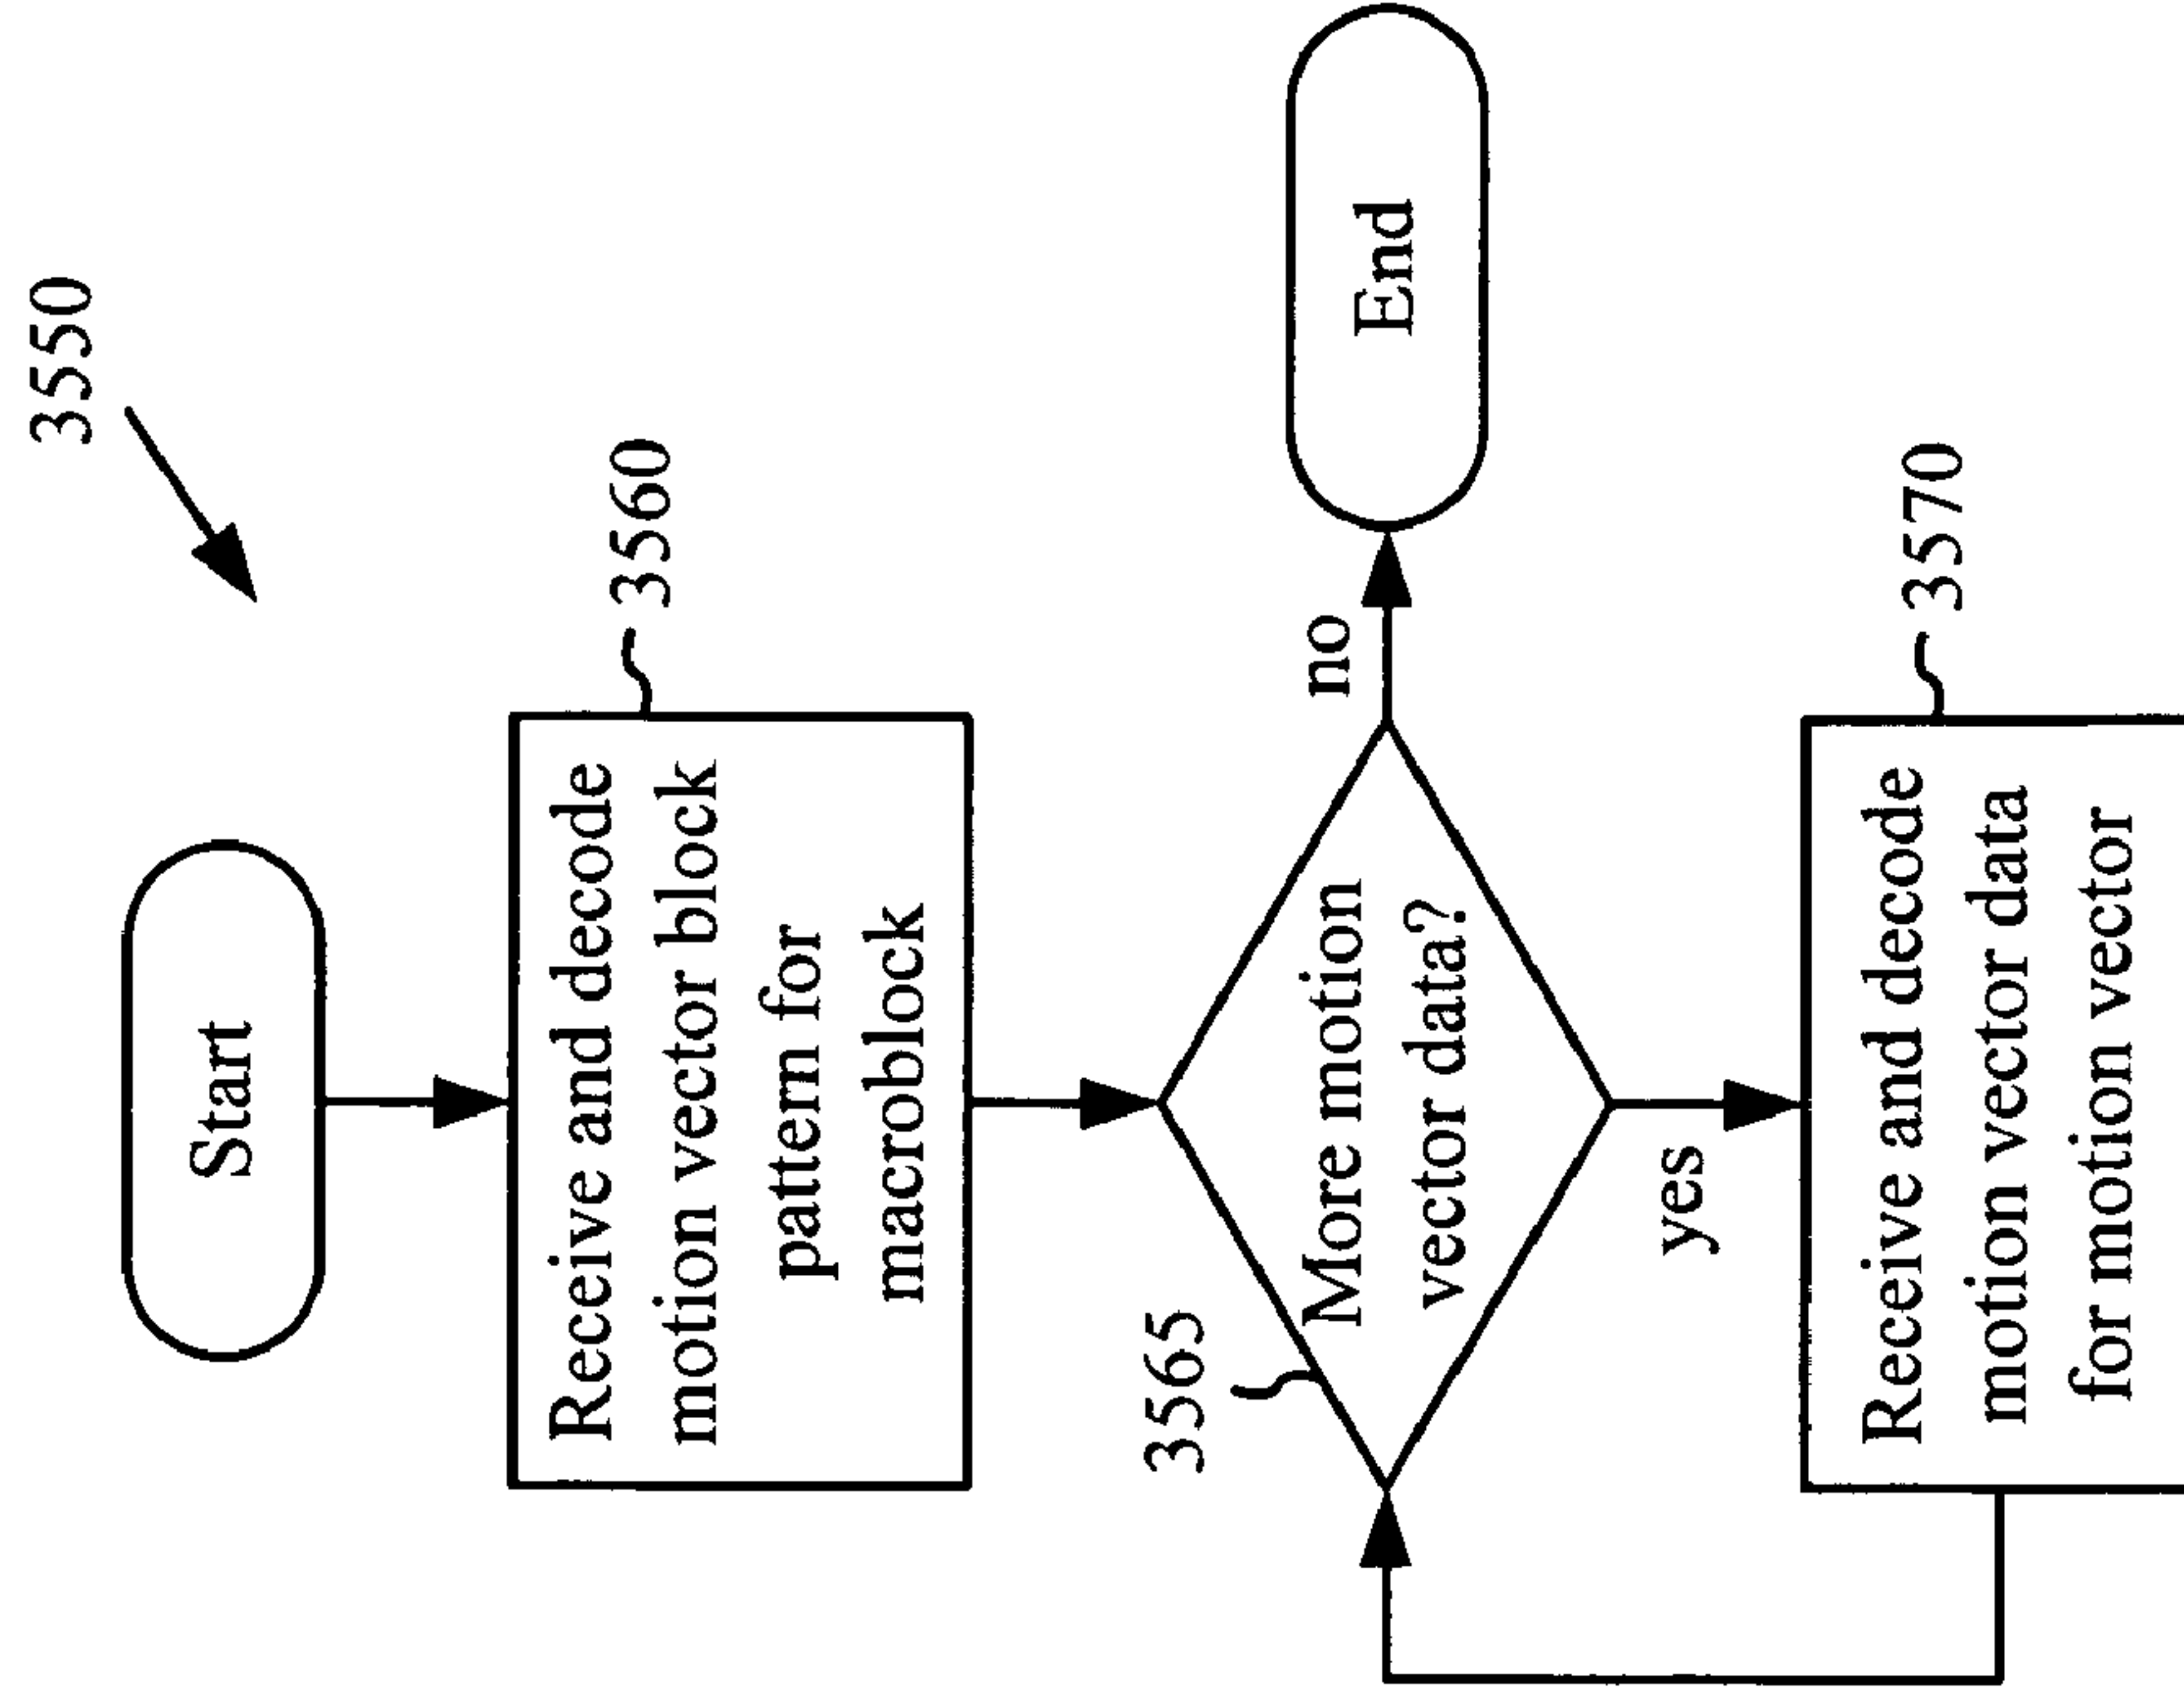 3550
Start
3560
Receive and decode
motion vector block
pattern for
macroblock
3565
More motion
vector data?
no
End
yes
3570
Receive and decode
motion vector data
for motion vector